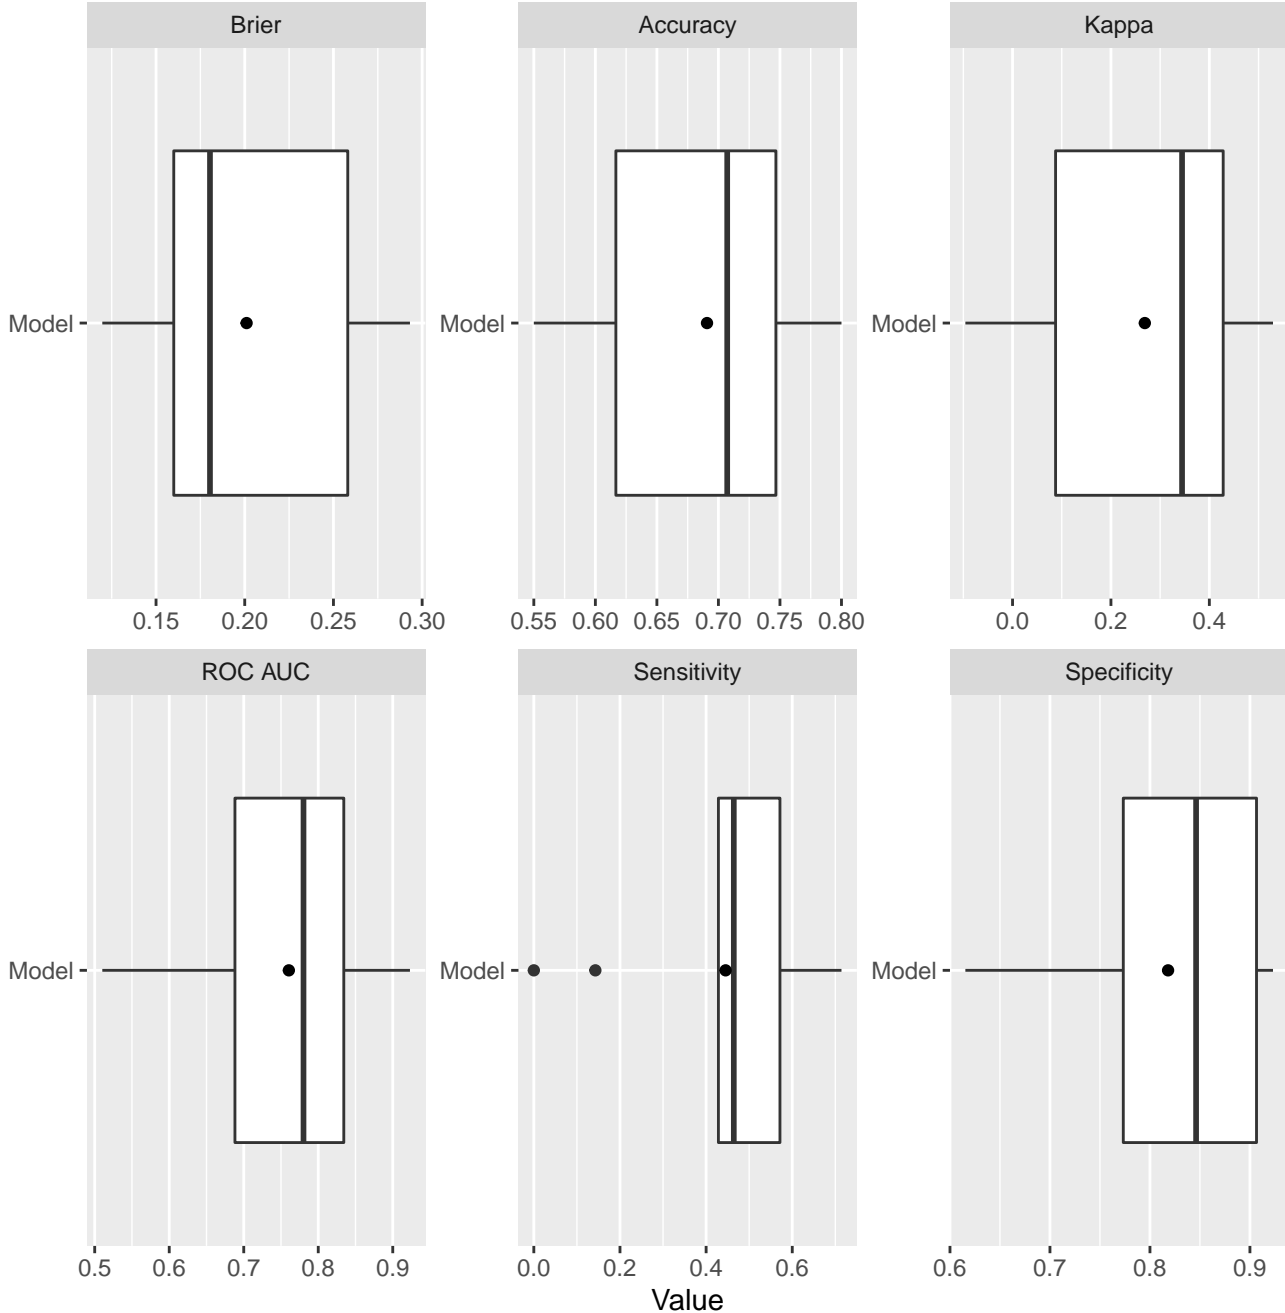 Brier Accuracy Kappa
Model Model Model
0.15 0.20 0.25 0.30 0.55 0.60 0.65 0.70 0.75 0.80 0.0 0.2 0.4
ROC AUC Sensitivity Specificity
Model Model Model
0.5 0.6 0.7 0.8 0.9 0.0 0.2 0.4 0.6 0.6 0.7 0.8 0.9
Value